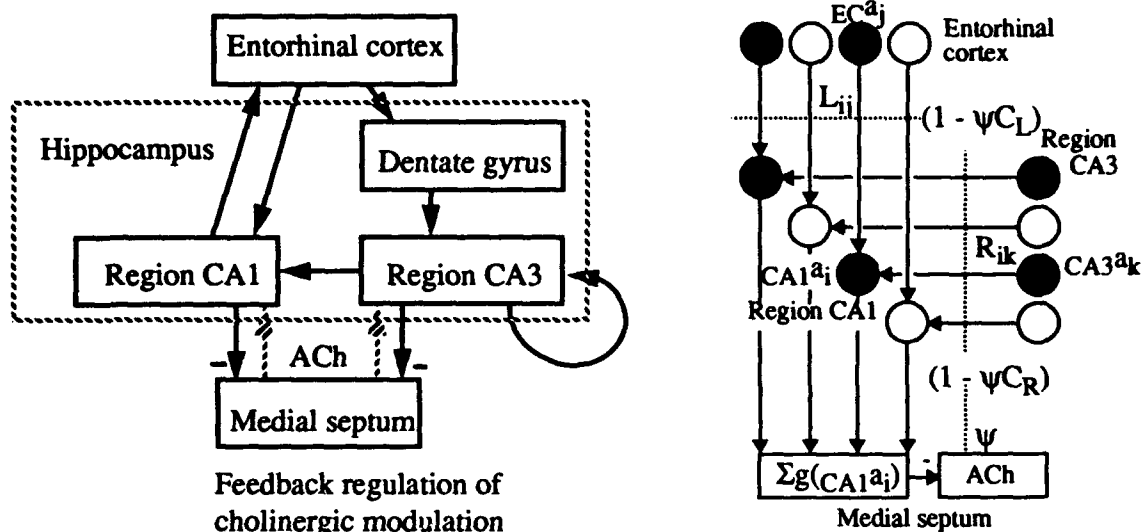 Entorhinal cortex
Hippocampus
Dentate gyrus
Region CA1
Region CA3
ACh
-
-
Medial septum
Feedback regulation of
cholinergic modulation
ECaj
Entorhinal
cortex
Lij
(1 - ψCL)
Region
CA3
Rik
CA1ai
CA3ak
Region CA1
(1 - ψCR)
ψ
Σg(CA1ai)
-
ACh
Medial septum